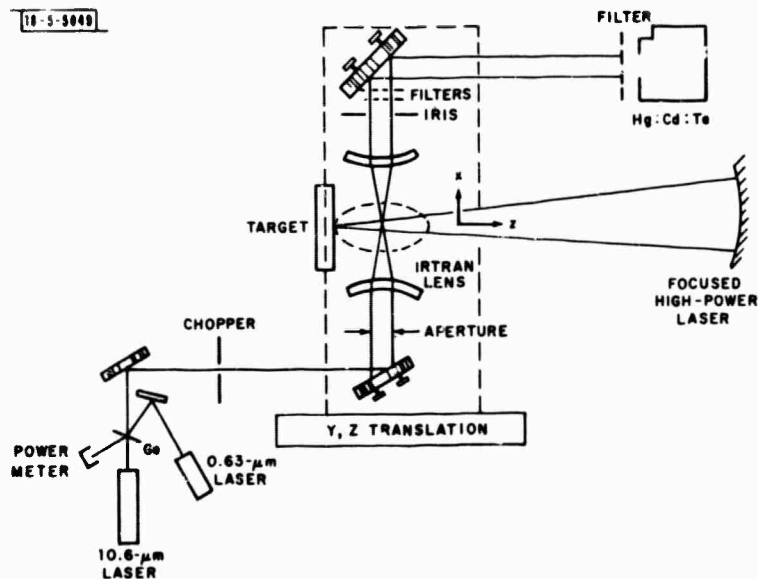 18-5-5049
FILTER
FILTERS
IRIS
Hg:Cd:Te
x
TARGET
z
IRTRAN
LENS
FOCUSED
HIGH-POWER
LASER
CHOPPER
APERTURE
Y, Z TRANSLATION
Ge
POWER
METER
0.63-μm
LASER
10.6-μm
LASER